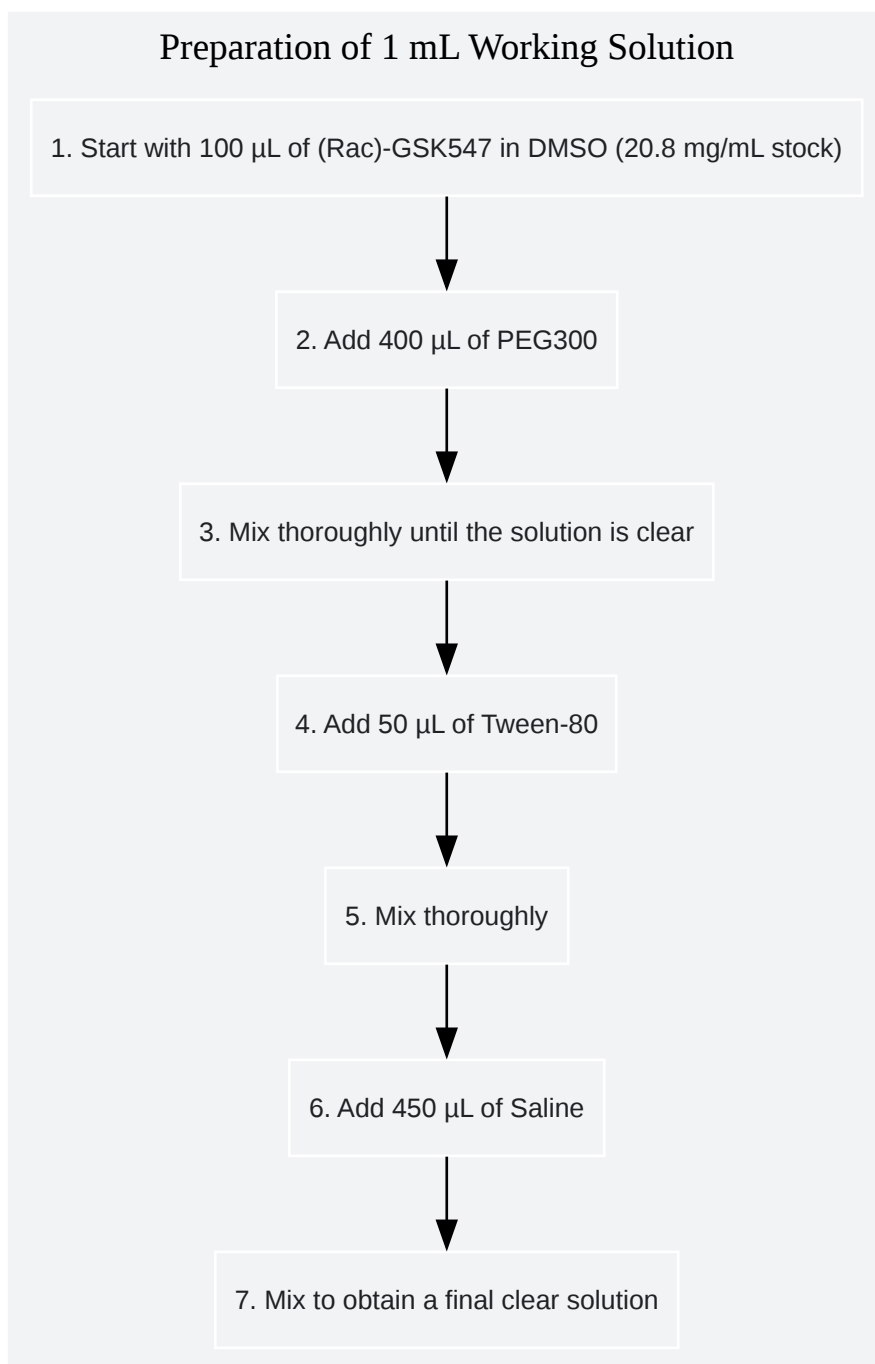 Preparation of 1 mL Working Solution
1. Start with 100 µL of (Rac)-GSK547 in DMSO (20.8 mg/mL stock)
2. Add 400 µL of PEG300
3. Mix thoroughly until the solution is clear
4. Add 50 µL of Tween-80
5. Mix thoroughly
6. Add 450 µL of Saline
7. Mix to obtain a final clear solution